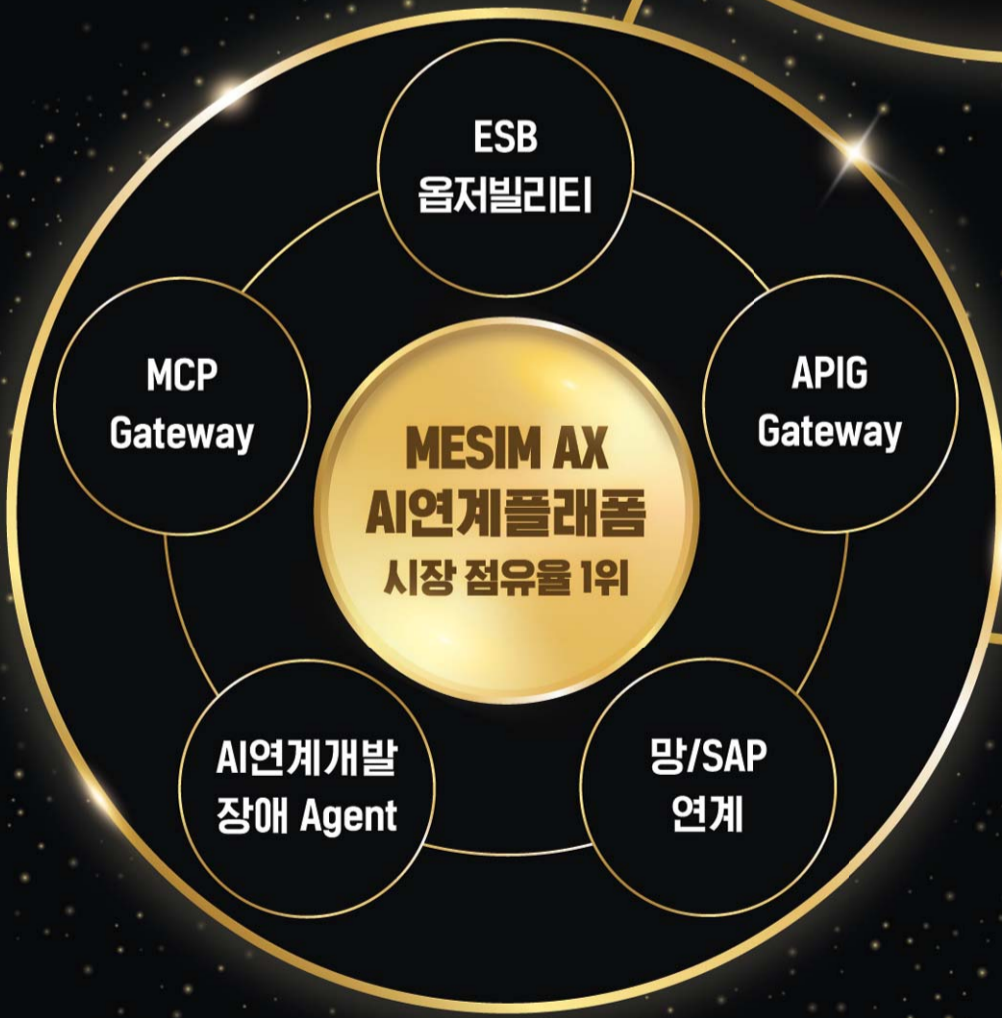 ESB
옵저빌리티
MCP
Gateway
APIG
Gateway
MESIM AX
AI연계플래폼
시장 점유율 1위
AI연계개발
장애 Agent
망/SAP
연계